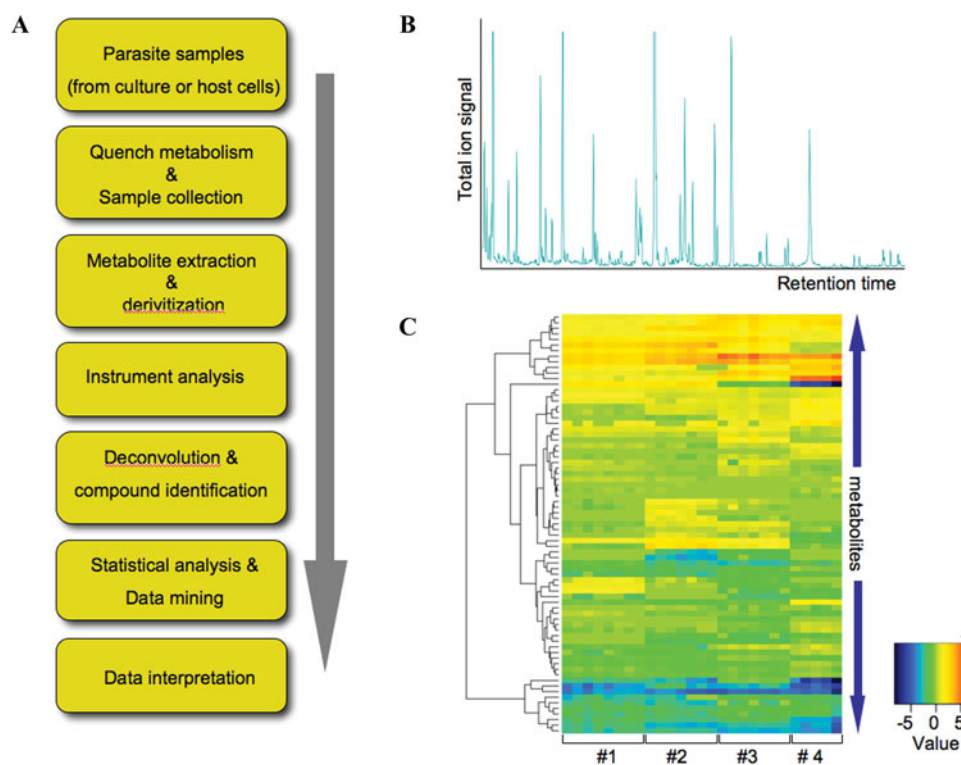 A
Parasite samples
(from culture or host cells)
Quench metabolism
&
Sample collection
Metabolite extraction
&
derivitization
Instrument analysis
Deconvolution &
compound identification
Statistical analysis &
Data mining
Data interpretation
B
Total ion signal
Retention time
C
metabolites
#1 #2 #3 # 4
-5 0 5
Value